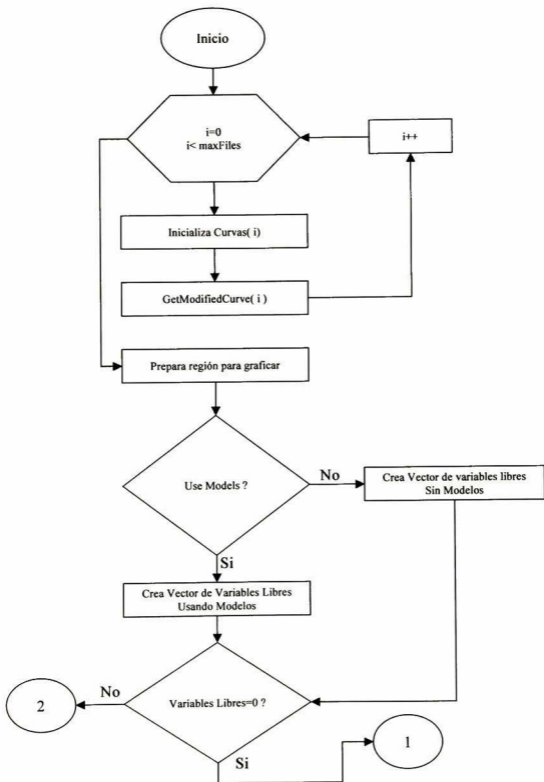 Inicio
i=0
i< maxFiles
i++
Inicializa Curvas( i)
GetModifiedCurve( i )
Prepara región para graficar
Use Models ?
No
Crea Vector de variables libres
Sin Modelos
Si
Crea Vector de Variables Libres
Usando Modelos
Variables Libres=0 ?
No
2
Si
1